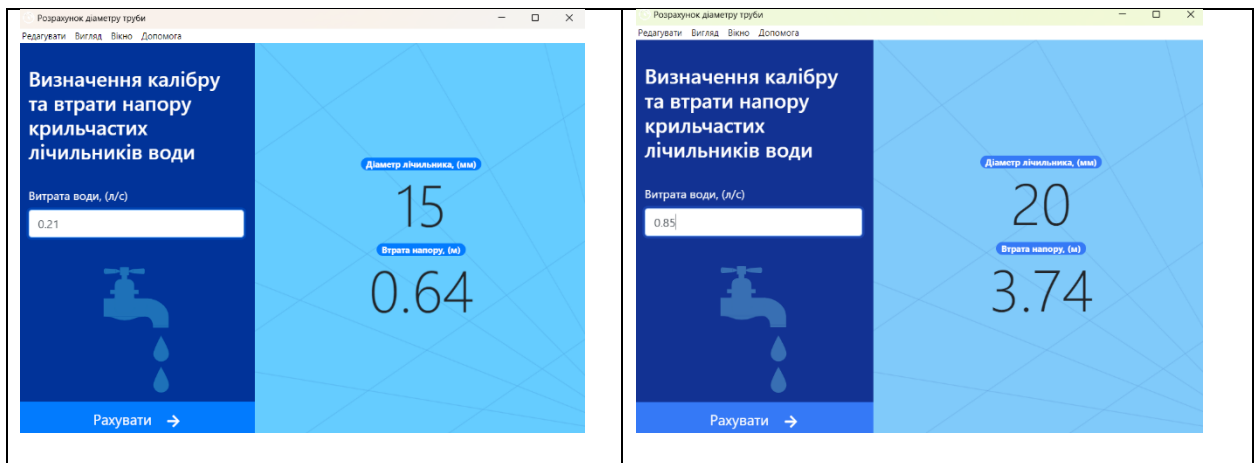 Розрахунок діаметру труби
Редагувати Вигляд Вікно Допомога
Визначення калібру
та втрати напору
крильчастих
лічильників води
Витрата води, (л/с)
0.21
Рахувати →
Діаметр лічильника, (мм)
15
Втрата напору, (м)
0.64
Розрахунок діаметру труби
Редагувати Вигляд Вікно Допомога
Визначення калібру
та втрати напору
крильчастих
лічильників води
Витрата води, (л/с)
0.85
Рахувати →
Діаметр лічильника, (мм)
20
Втрата напору, (м)
3.74